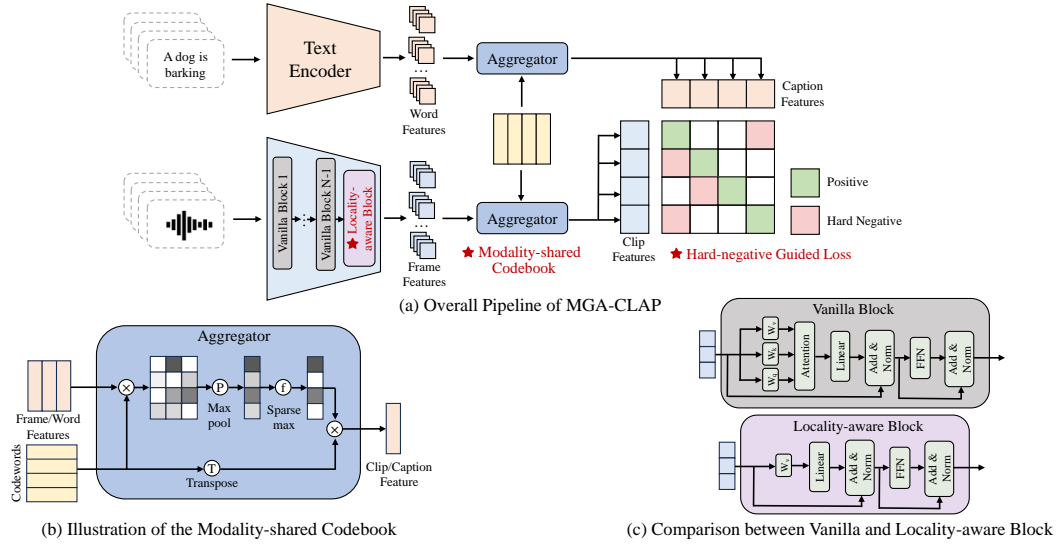 A dog is
barking
Text
Encoder
...
Word
Features
Aggregator
Caption
Features
Vanilla Block 1
...
Vanilla Block N-1
★ Locality-
aware Block
...
Frame
Features
Aggregator
★ Modality-shared
Codebook
Clip
Features
Positive
Hard Negative
★ Hard-negative Guided Loss
(a) Overall Pipeline of MGA-CLAP
Aggregator
Frame/Word
Features
Codewords
×
P
Max
pool
f
Sparse
max
×
T
Transpose
Clip/Caption
Feature
(b) Illustration of the Modality-shared Codebook
Vanilla Block
W_v
W_k
W_q
Attention
Linear
Add &
Norm
FFN
Add &
Norm
Locality-aware Block
W_v
Linear
Add &
Norm
FFN
Add &
Norm
(c) Comparison between Vanilla and Locality-aware Block